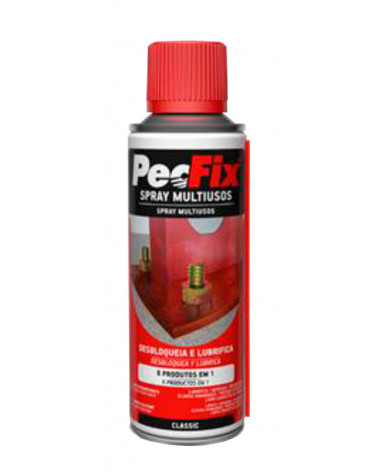 PecFix
SPRAY MULTIUSOS
SPRAY MULTIUSOS
DESBLOQUEIA E LUBRIFICA
DESBLOQUEA Y LUBRICA
6 PRODUTOS EM 1
6 PRODUCTOS EN 1
CLASSIC